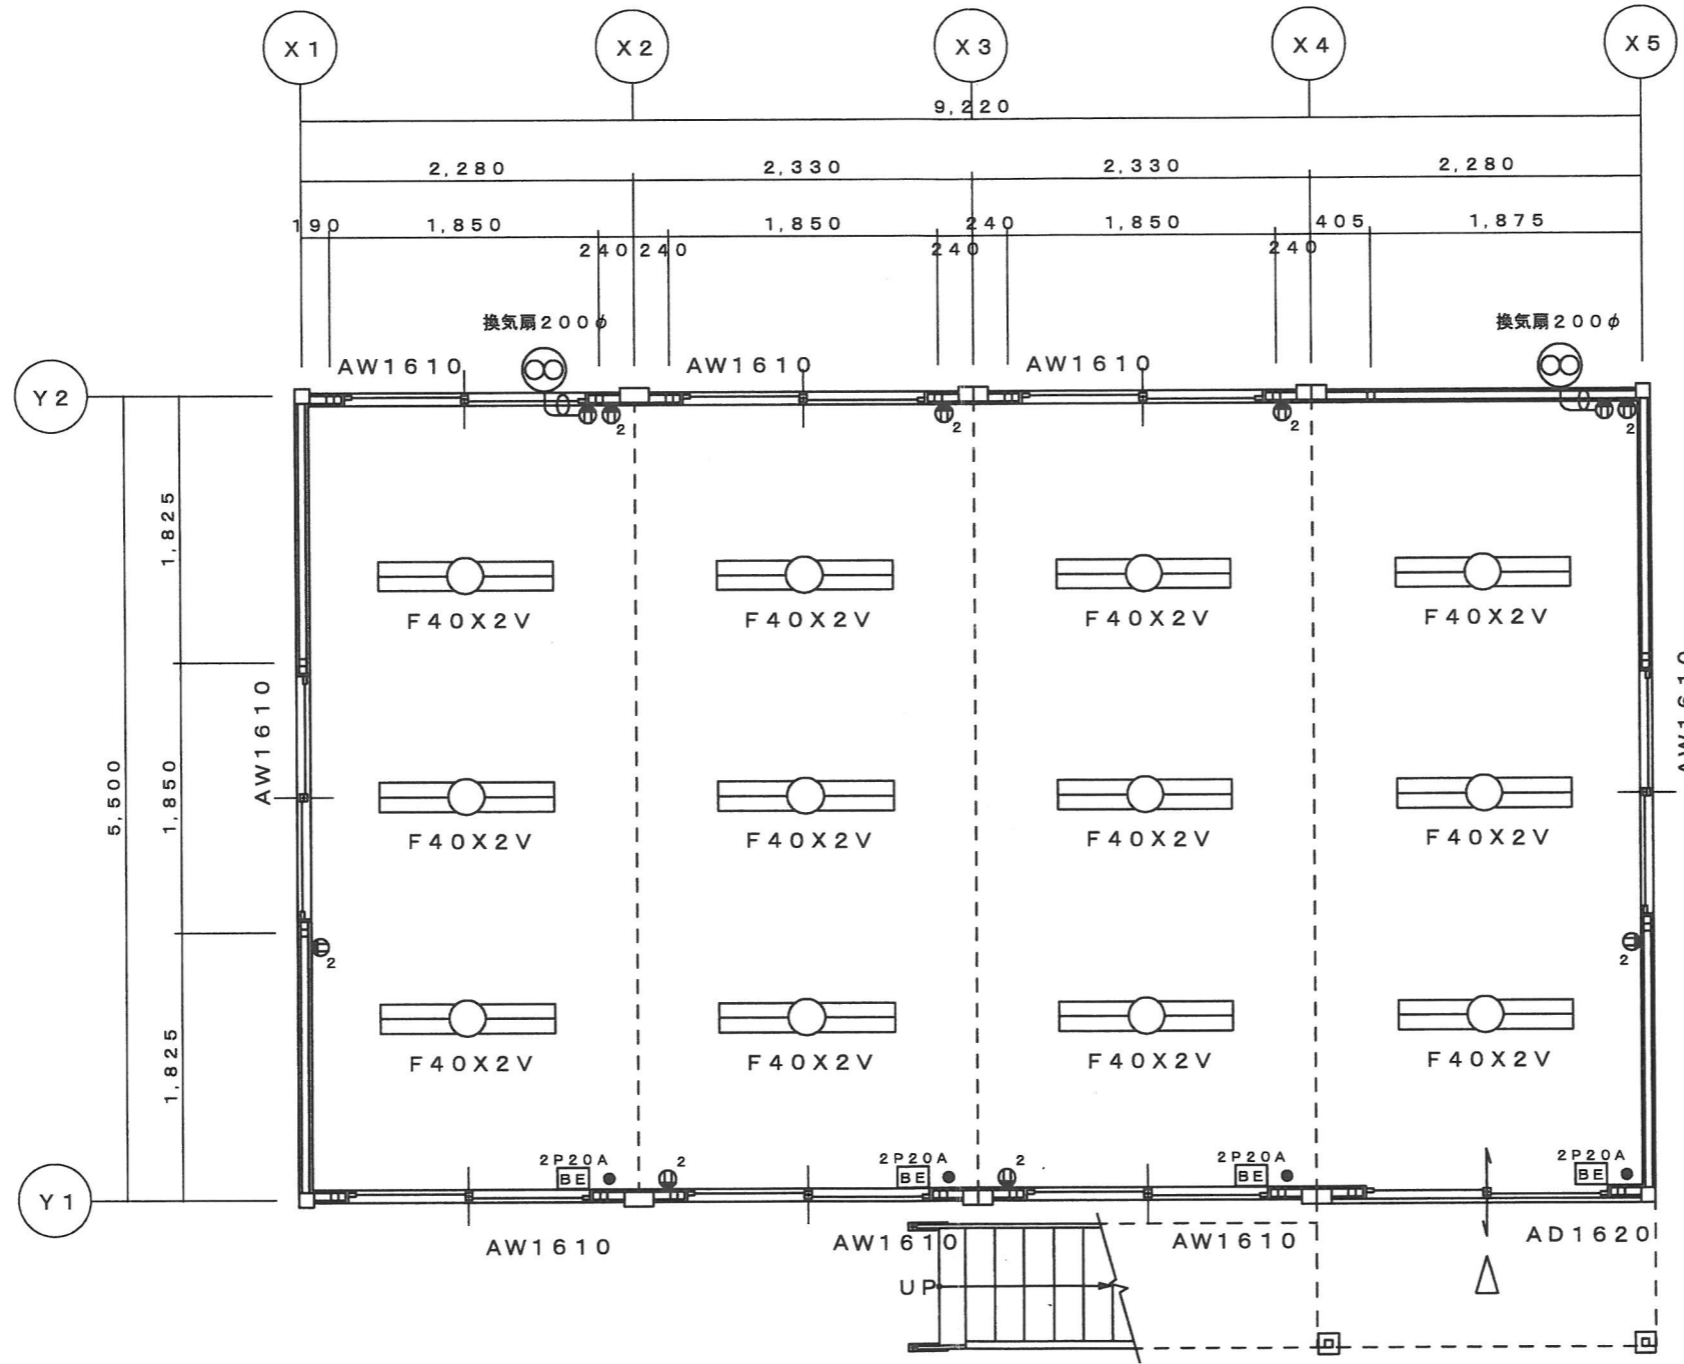 X1 X2 X3 X4 X5
9,220
2,280 2,330 2,330 2,280
190 1,850 1,850 240 1,850 405 1,875
240 240 240 240
換気扇200φ 換気扇200φ
AW1610 AW1610 AW1610
Y2
2 2 2 2
1,825
F40X2V F40X2V F40X2V F40X2V
AW1610 AW1610
5,500 1,850
F40X2V F40X2V F40X2V F40X2V
2 2
1,825
F40X2V F40X2V F40X2V F40X2V
2P20A 2 2P20A 2 2P20A 2P20A
BE BE BE BE
Y1
AW1610 AW1610 AW1610 AD1620
UP